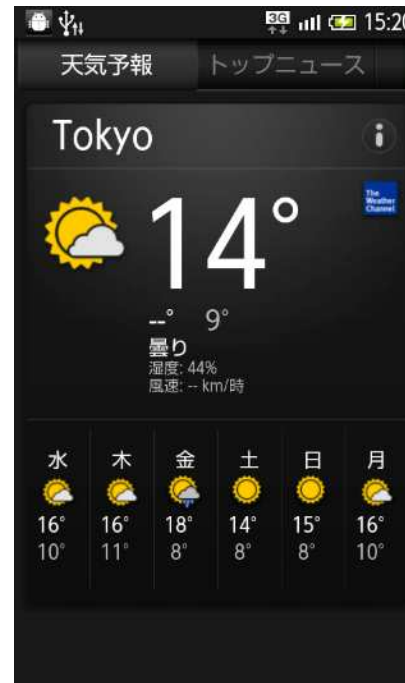 3G 15:20
天気予報 トップニュース
Tokyo
The
Weather
Channel
14°
--° 9°
曇り
湿度: 44%
風速: -- km/時
水 木 金 土 日 月
16° 16° 18° 14° 15° 16°
10° 11° 8° 8° 8° 10°